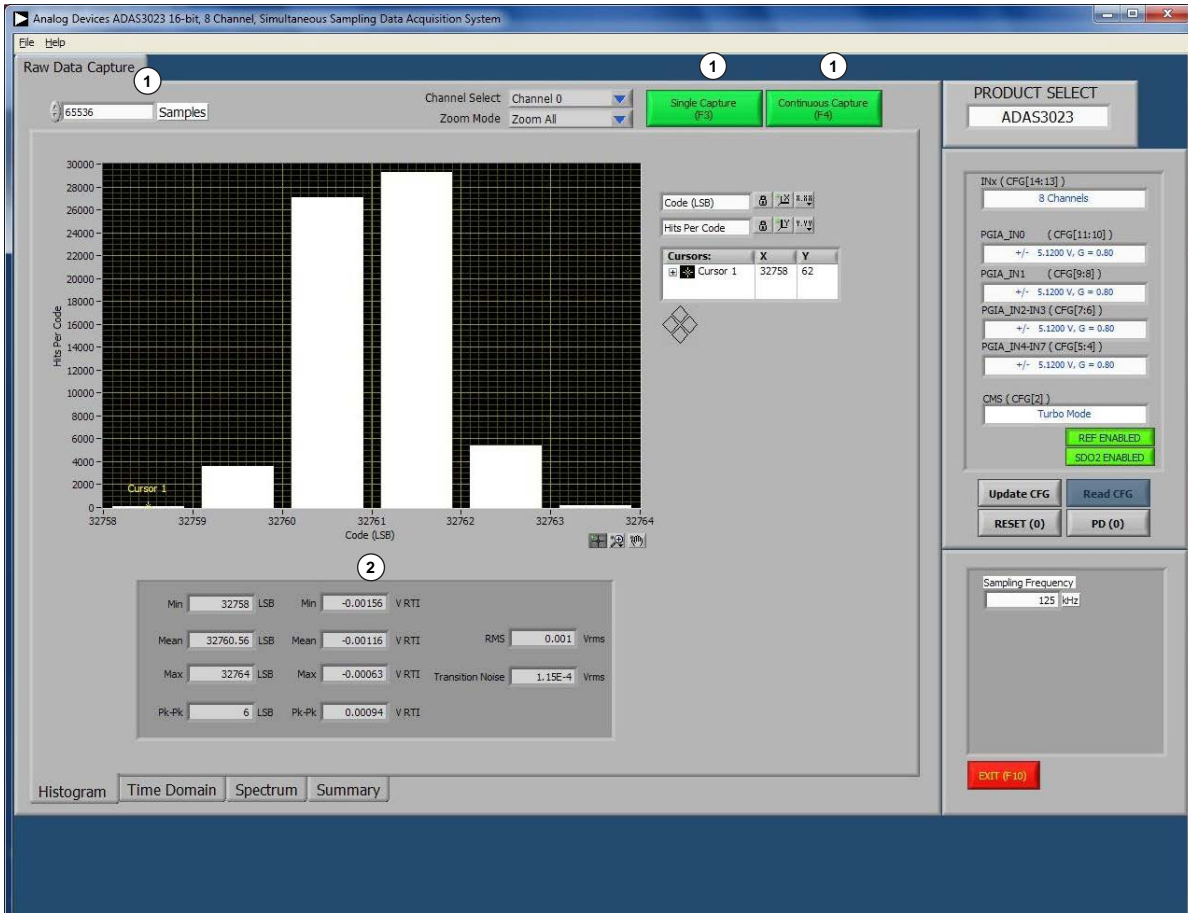 Analog Devices ADAS3023 16-bit, 8 Channel, Simultaneous Sampling Data Acquisition System
File Help
Raw Data Capture
1
65536 Samples
Channel Select Channel 0
Zoom Mode Zoom All
1
Single Capture
(F3)
1
Continuous Capture
(F4)
Hits Per Code
30000
28000
26000
24000
22000
20000
18000
16000
14000
12000
10000
8000
6000
4000
2000
0
Cursor 1
32758 32759 32760 32761 32762 32763 32764
Code (LSB)
Code (LSB)
Hits Per Code
Cursors: X Y
Cursor 1 32758 62
2
Min 32758 LSB Min -0.00156 V RTI
Mean 32760.56 LSB Mean -0.00116 V RTI RMS 0.001 Vrms
Max 32764 LSB Max -0.00063 V RTI Transition Noise 1.15E-4 Vrms
Pk-Pk 6 LSB Pk-Pk 0.00094 V RTI
Histogram Time Domain Spectrum Summary
PRODUCT SELECT
ADAS3023
INx ( CFG[14:13] )
8 Channels
PGIA_IN0 ( CFG[11:10] )
+/- 5.1200 V, G = 0.80
PGIA_IN1 ( CFG[9:8] )
+/- 5.1200 V, G = 0.80
PGIA_IN2-IN3 ( CFG[7:6] )
+/- 5.1200 V, G = 0.80
PGIA_IN4-IN7 ( CFG[5:4] )
+/- 5.1200 V, G = 0.80
CMS ( CFG[2] )
Turbo Mode
REF ENABLED
SDO2 ENABLED
Update CFG Read CFG
RESET (0) PD (0)
Sampling Frequency
125 kHz
EXIT (F10)